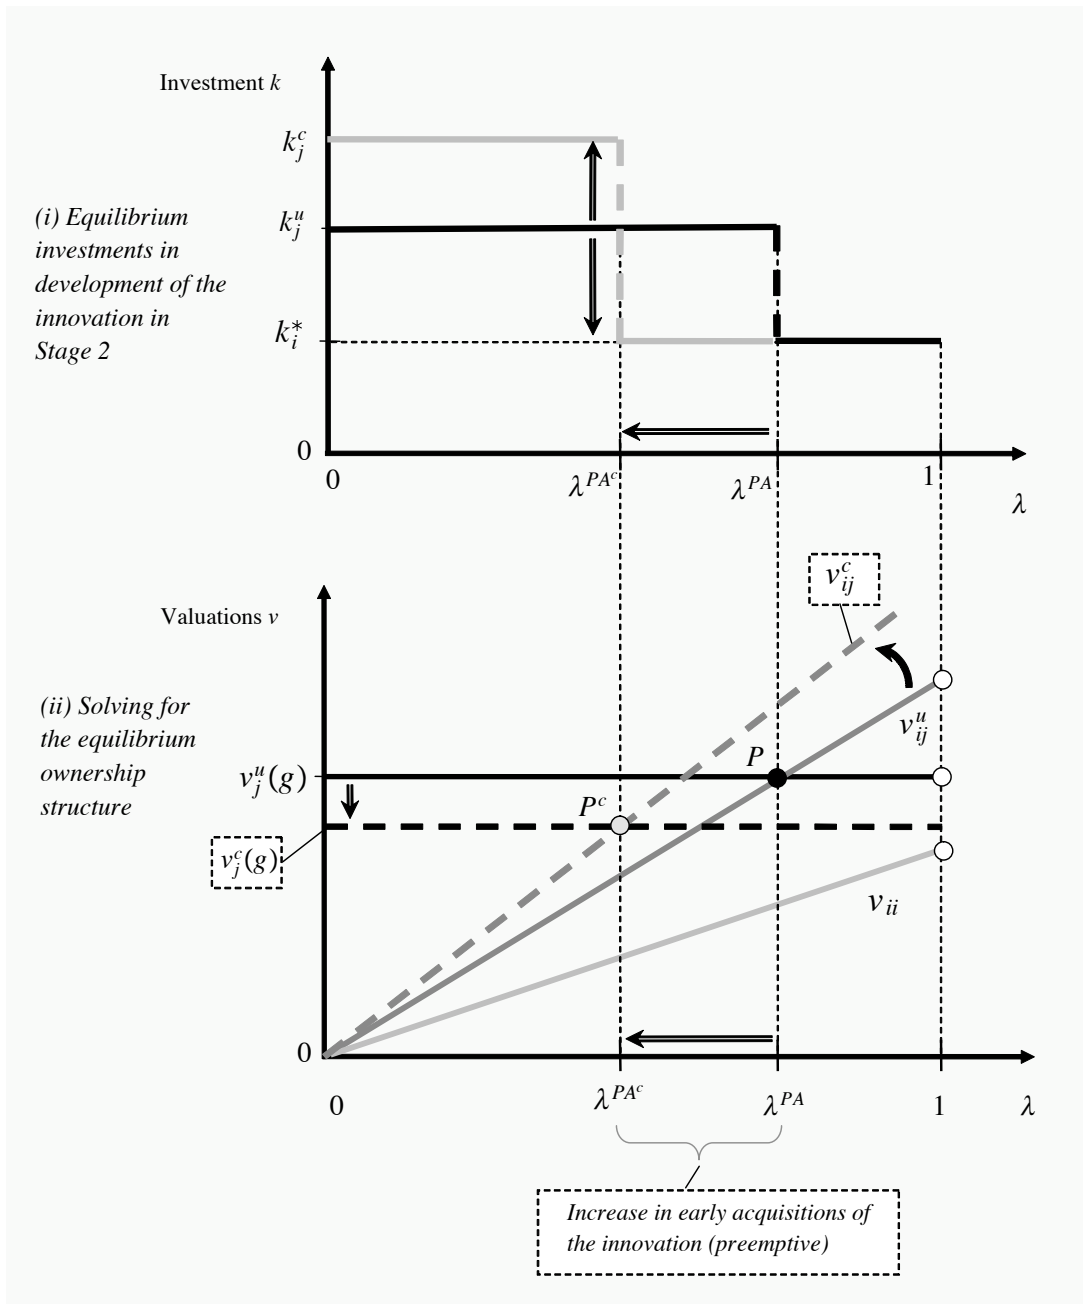 Investment k
k_j^c
(i) Equilibrium
investments in
development of the
innovation in
Stage 2
k_j^u
k_i^*
0
0
λ^{PA^c}
λ^{PA}
1
λ
v_{ij}^c
Valuations v
(ii) Solving for
the equilibrium
ownership
structure
v_{ij}^u
v_j^u(g)
P
P^c
v_j^c(g)
v_{ii}
0
0
λ^{PA^c}
λ^{PA}
1
λ
Increase in early acquisitions of
the innovation (preemptive)